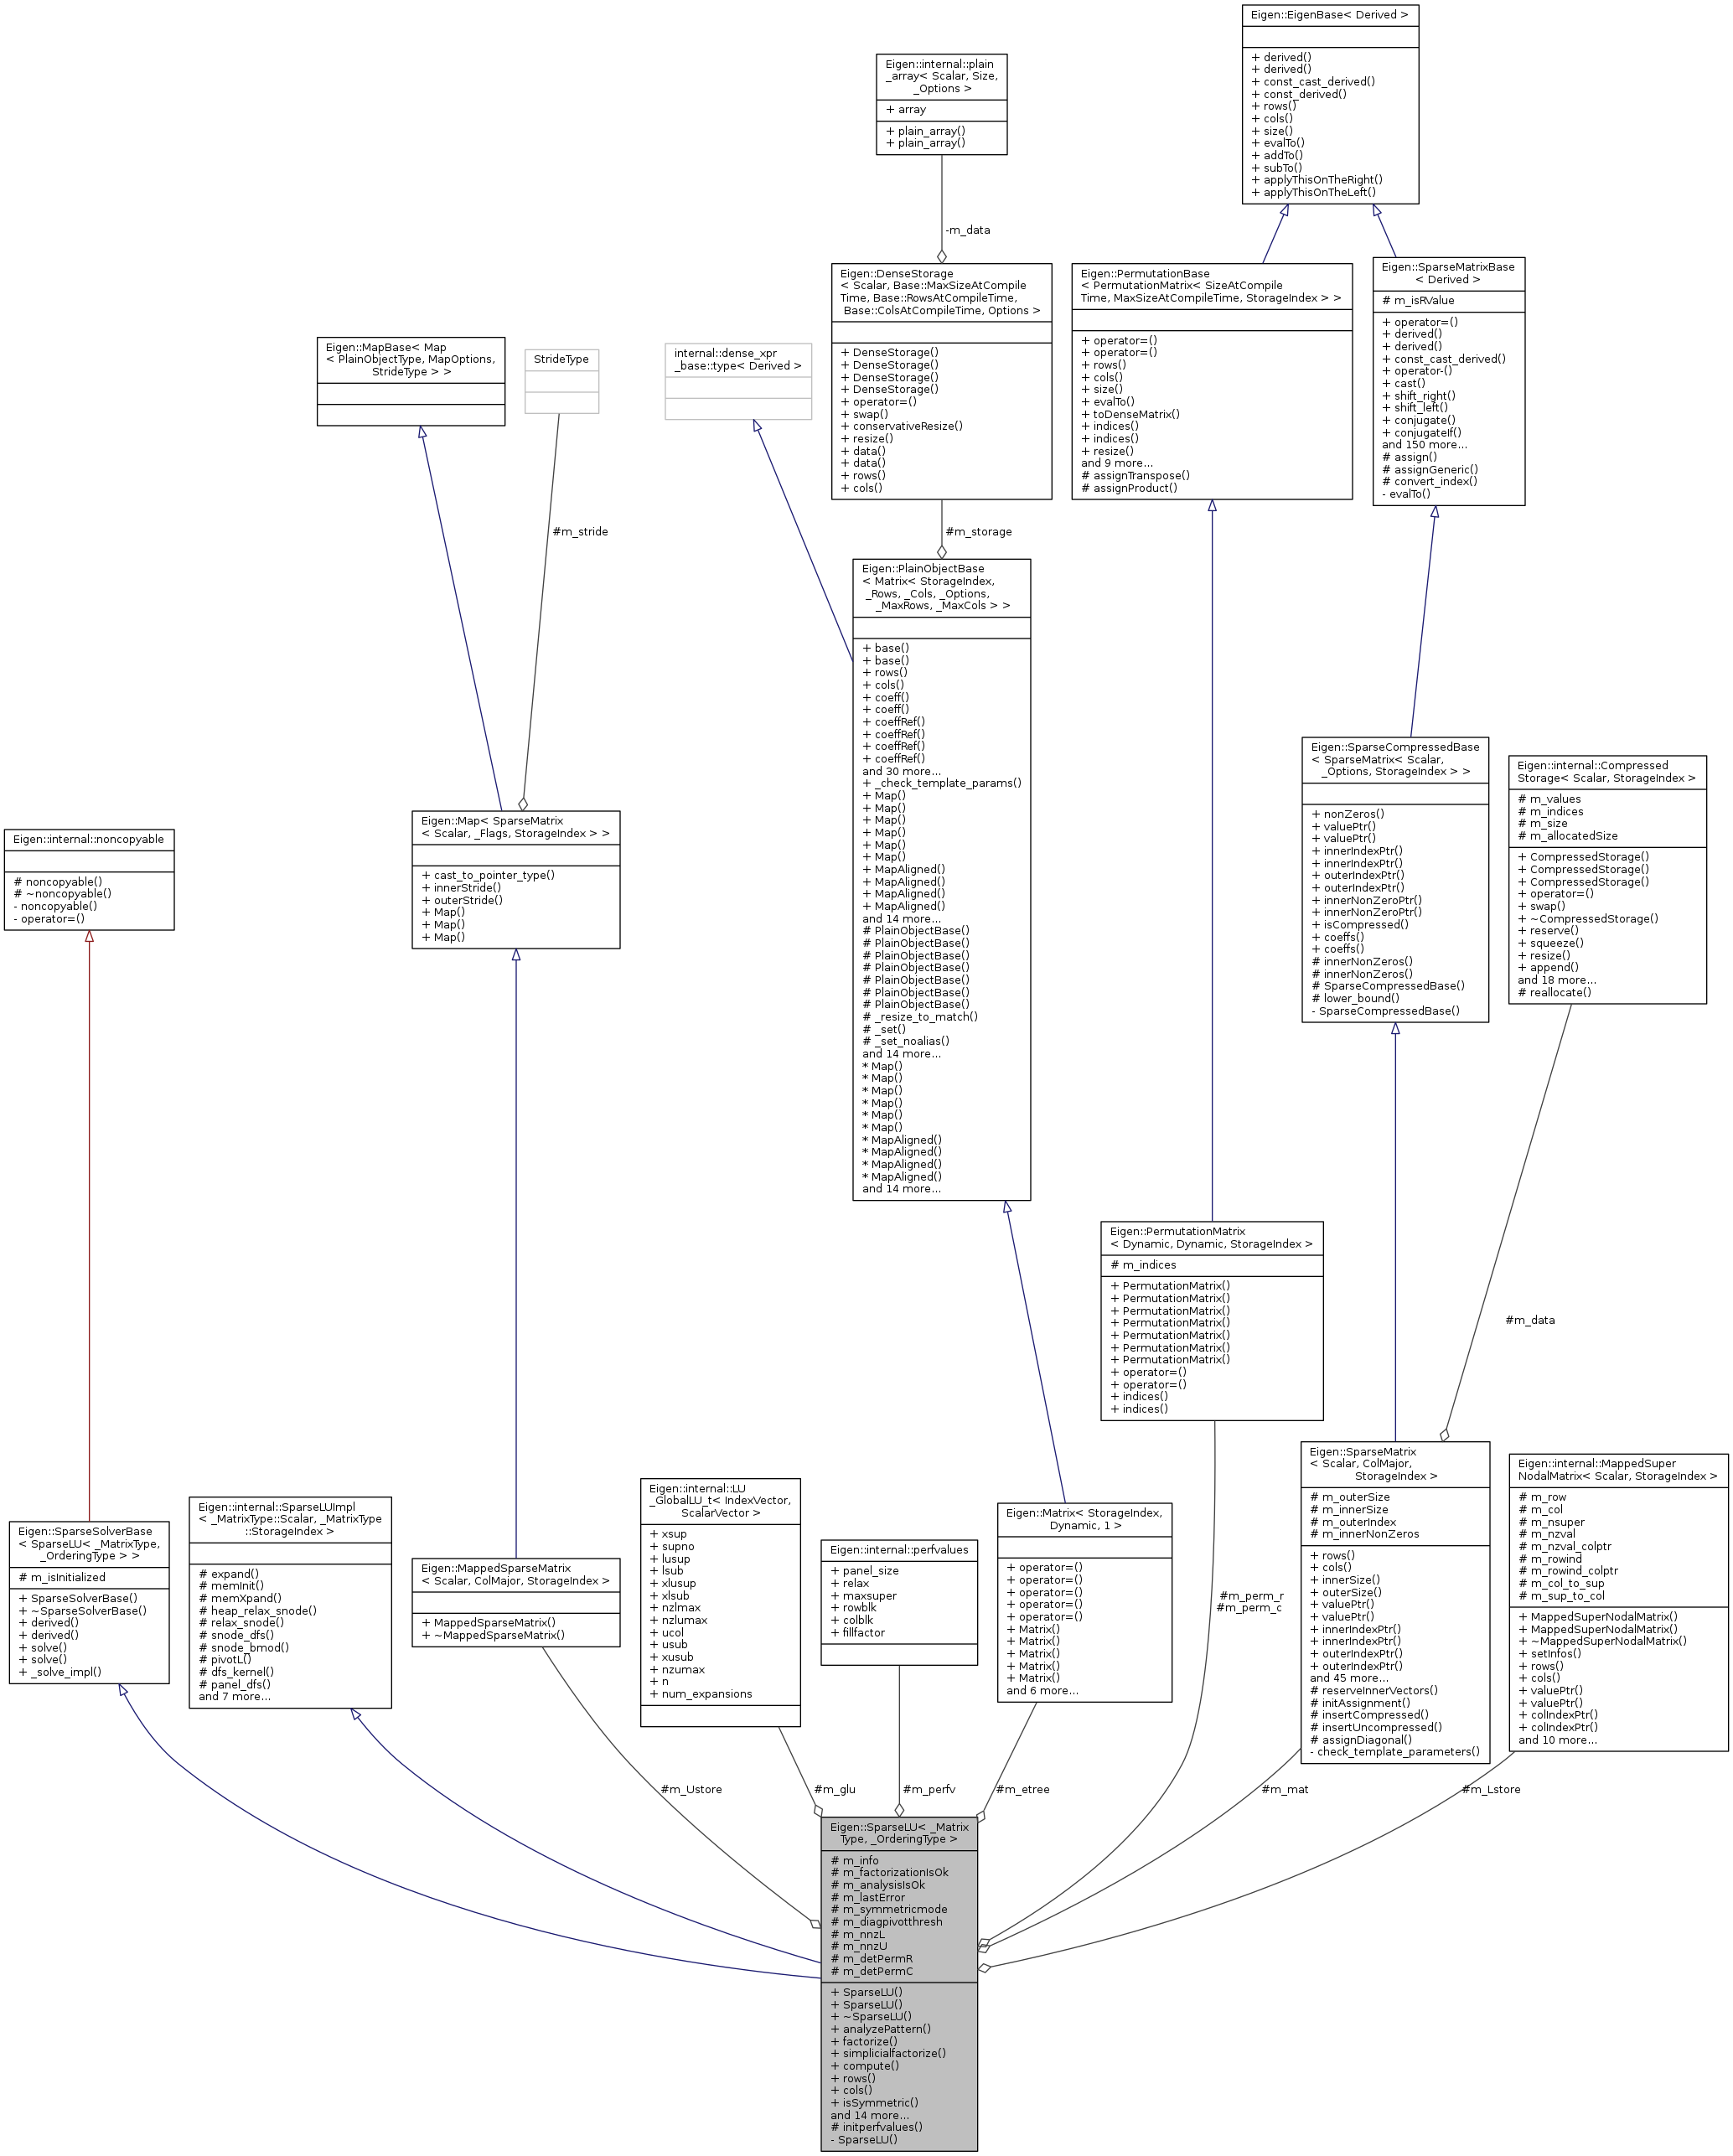 Eigen::EigenBase< Derived >
+ derived()
+ derived()
+ const_cast_derived()
+ const_derived()
+ rows()
+ cols()
+ size()
+ evalTo()
+ addTo()
+ subTo()
+ applyThisOnTheRight()
+ applyThisOnTheLeft()
Eigen::internal::plain
_array< Scalar, Size,
_Options >
+ array
+ plain_array()
+ plain_array()
-m_data
Eigen::DenseStorage
< Scalar, Base::MaxSizeAtCompile
Time, Base::RowsAtCompileTime,
Base::ColsAtCompileTime, Options >
+ DenseStorage()
+ DenseStorage()
+ DenseStorage()
+ DenseStorage()
+ operator=()
+ swap()
+ conservativeResize()
+ resize()
+ data()
+ data()
+ rows()
+ cols()
Eigen::PermutationBase
< PermutationMatrix< SizeAtCompile
Time, MaxSizeAtCompileTime, StorageIndex > >
+ operator=()
+ operator=()
+ rows()
+ cols()
+ size()
+ evalTo()
+ toDenseMatrix()
+ indices()
+ indices()
+ resize()
and 9 more...
# assignTranspose()
# assignProduct()
Eigen::SparseMatrixBase
< Derived >
# m_isRValue
+ operator=()
+ derived()
+ derived()
+ const_cast_derived()
+ operator-()
+ cast()
+ shift_right()
+ shift_left()
+ conjugate()
+ conjugateIf()
and 150 more...
# assign()
# assignGeneric()
# convert_index()
- evalTo()
Eigen::MapBase< Map
< PlainObjectType, MapOptions,
StrideType > >
StrideType
internal::dense_xpr
_base::type< Derived >
#m_stride
#m_storage
Eigen::PlainObjectBase
< Matrix< StorageIndex,
_Rows, _Cols, _Options,
_MaxRows, _MaxCols > >
+ base()
+ base()
+ rows()
+ cols()
+ coeff()
+ coeff()
+ coeffRef()
+ coeffRef()
+ coeffRef()
+ coeffRef()
and 30 more...
+ _check_template_params()
+ Map()
+ Map()
+ Map()
+ Map()
+ Map()
+ Map()
+ MapAligned()
+ MapAligned()
+ MapAligned()
+ MapAligned()
and 14 more...
# PlainObjectBase()
# PlainObjectBase()
# PlainObjectBase()
# PlainObjectBase()
# PlainObjectBase()
# PlainObjectBase()
# PlainObjectBase()
# _resize_to_match()
# _set()
# _set_noalias()
and 14 more...
* Map()
* Map()
* Map()
* Map()
* Map()
* Map()
* MapAligned()
* MapAligned()
* MapAligned()
* MapAligned()
and 14 more...
Eigen::SparseCompressedBase
< SparseMatrix< Scalar,
_Options, StorageIndex > >
+ nonZeros()
+ valuePtr()
+ valuePtr()
+ innerIndexPtr()
+ innerIndexPtr()
+ outerIndexPtr()
+ outerIndexPtr()
+ innerNonZeroPtr()
+ innerNonZeroPtr()
+ isCompressed()
+ coeffs()
+ coeffs()
# innerNonZeros()
# innerNonZeros()
# SparseCompressedBase()
# lower_bound()
- SparseCompressedBase()
Eigen::internal::Compressed
Storage< Scalar, StorageIndex >
# m_values
# m_indices
# m_size
# m_allocatedSize
+ CompressedStorage()
+ CompressedStorage()
+ CompressedStorage()
+ operator=()
+ swap()
+ ~CompressedStorage()
+ reserve()
+ squeeze()
+ resize()
+ append()
and 18 more...
# reallocate()
Eigen::internal::noncopyable
# noncopyable()
# ~noncopyable()
- noncopyable()
- operator=()
Eigen::Map< SparseMatrix
< Scalar, _Flags, StorageIndex > >
+ cast_to_pointer_type()
+ innerStride()
+ outerStride()
+ Map()
+ Map()
+ Map()
Eigen::PermutationMatrix
< Dynamic, Dynamic, StorageIndex >
# m_indices
+ PermutationMatrix()
+ PermutationMatrix()
+ PermutationMatrix()
+ PermutationMatrix()
+ PermutationMatrix()
+ PermutationMatrix()
+ PermutationMatrix()
+ operator=()
+ operator=()
+ indices()
+ indices()
#m_data
Eigen::SparseSolverBase
< SparseLU< _MatrixType,
_OrderingType > >
# m_isInitialized
+ SparseSolverBase()
+ ~SparseSolverBase()
+ derived()
+ derived()
+ solve()
+ solve()
+ _solve_impl()
Eigen::internal::SparseLUImpl
< _MatrixType::Scalar, _MatrixType
::StorageIndex >
# expand()
# memInit()
# memXpand()
# heap_relax_snode()
# relax_snode()
# snode_dfs()
# snode_bmod()
# pivotL()
# dfs_kernel()
# panel_dfs()
and 7 more...
Eigen::MappedSparseMatrix
< Scalar, ColMajor, StorageIndex >
+ MappedSparseMatrix()
+ ~MappedSparseMatrix()
Eigen::internal::LU
_GlobalLU_t< IndexVector,
ScalarVector >
+ xsup
+ supno
+ lusup
+ lsub
+ xlusup
+ xlsub
+ nzlmax
+ nzlumax
+ ucol
+ usub
+ xusub
+ nzumax
+ n
+ num_expansions
Eigen::internal::perfvalues
+ panel_size
+ relax
+ maxsuper
+ rowblk
+ colblk
+ fillfactor
Eigen::Matrix< StorageIndex,
Dynamic, 1 >
+ operator=()
+ operator=()
+ operator=()
+ operator=()
+ operator=()
+ Matrix()
+ Matrix()
+ Matrix()
+ Matrix()
+ Matrix()
and 6 more...
#m_perm_r
#m_perm_c
Eigen::SparseMatrix
< Scalar, ColMajor,
StorageIndex >
# m_outerSize
# m_innerSize
# m_outerIndex
# m_innerNonZeros
+ rows()
+ cols()
+ innerSize()
+ outerSize()
+ valuePtr()
+ valuePtr()
+ innerIndexPtr()
+ innerIndexPtr()
+ outerIndexPtr()
+ outerIndexPtr()
and 45 more...
# reserveInnerVectors()
# initAssignment()
# insertCompressed()
# insertUncompressed()
# assignDiagonal()
- check_template_parameters()
Eigen::internal::MappedSuper
NodalMatrix< Scalar, StorageIndex >
# m_row
# m_col
# m_nsuper
# m_nzval
# m_nzval_colptr
# m_rowind
# m_rowind_colptr
# m_col_to_sup
# m_sup_to_col
+ MappedSuperNodalMatrix()
+ MappedSuperNodalMatrix()
+ ~MappedSuperNodalMatrix()
+ setInfos()
+ rows()
+ cols()
+ valuePtr()
+ valuePtr()
+ colIndexPtr()
+ colIndexPtr()
and 10 more...
#m_Ustore
#m_glu
#m_perfv
#m_etree
#m_mat
#m_Lstore
Eigen::SparseLU< _Matrix
Type, _OrderingType >
# m_info
# m_factorizationIsOk
# m_analysisIsOk
# m_lastError
# m_symmetricmode
# m_diagpivotthresh
# m_nnzL
# m_nnzU
# m_detPermR
# m_detPermC
+ SparseLU()
+ SparseLU()
+ ~SparseLU()
+ analyzePattern()
+ factorize()
+ simplicialfactorize()
+ compute()
+ rows()
+ cols()
+ isSymmetric()
and 14 more...
# initperfvalues()
- SparseLU()